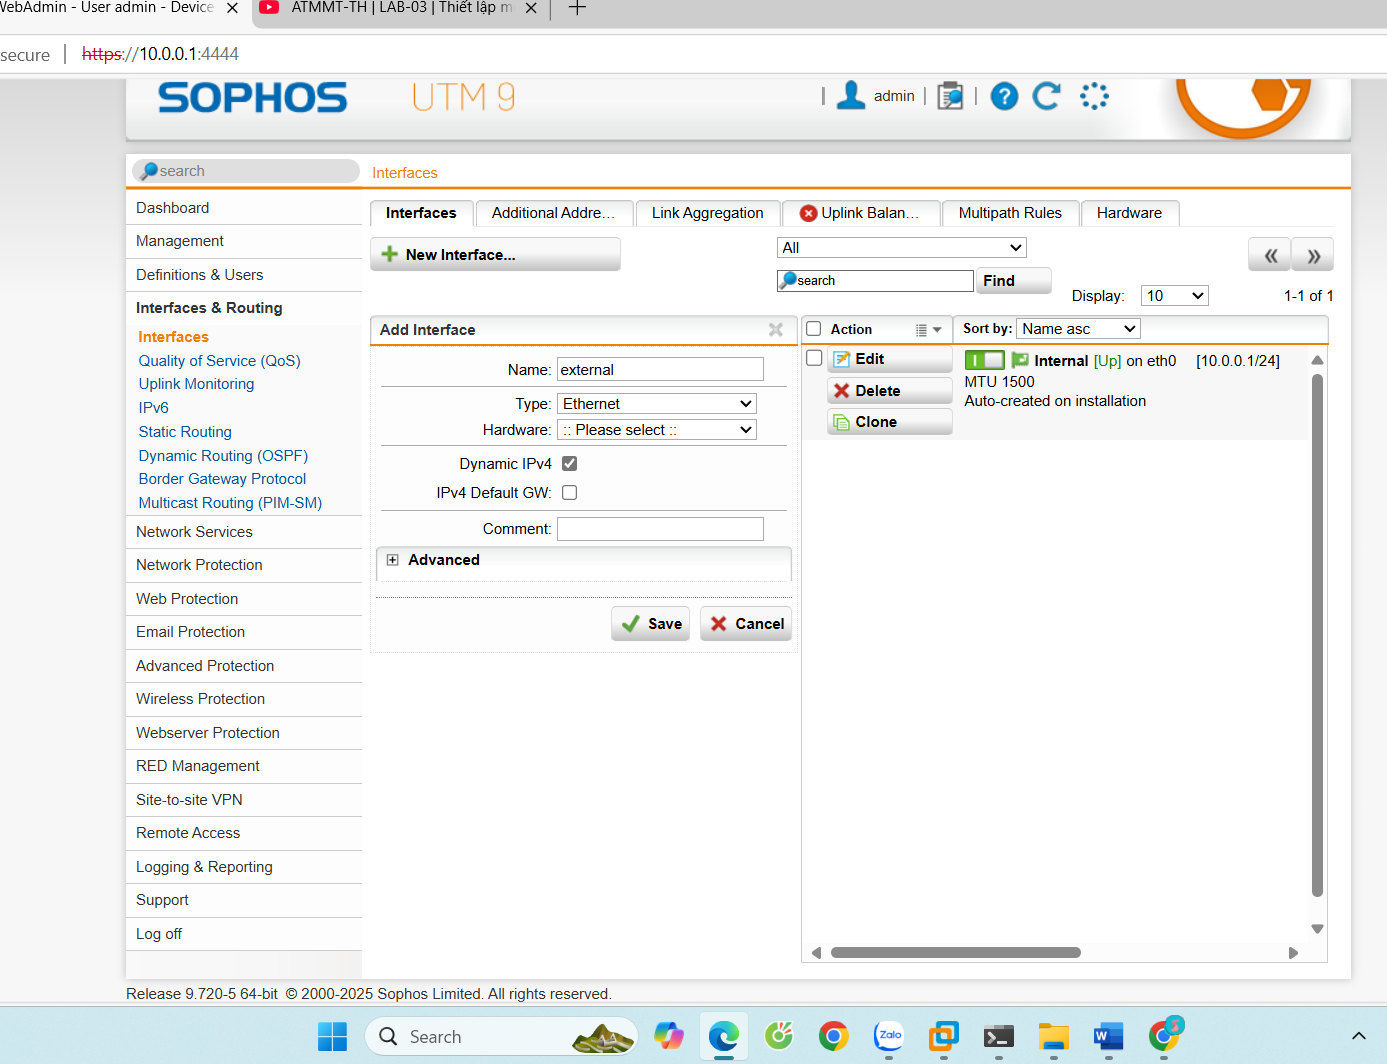 WebAdmin - User admin - Device
ATMMT-TH | LAB-03 | Thiết lập m
secure | https://10.0.0.1:4444
SOPHOS UTM 9
| admin | |
search
Interfaces
Dashboard
Management
Definitions & Users
Interfaces & Routing
Interfaces
Quality of Service (QoS)
Uplink Monitoring
IPv6
Static Routing
Dynamic Routing (OSPF)
Border Gateway Protocol
Multicast Routing (PIM-SM)
Network Services
Network Protection
Web Protection
Email Protection
Advanced Protection
Wireless Protection
Webserver Protection
RED Management
Site-to-site VPN
Remote Access
Logging & Reporting
Support
Log off
Interfaces
Additional Addre...
Link Aggregation
Uplink Balan...
Multipath Rules
Hardware
New Interface...
All
search
Find
Display: 10
1-1 of 1
Add Interface
Name: external
Type: Ethernet
Hardware: :: Please select ::
Dynamic IPv4
IPv4 Default GW:
Comment:
Advanced
Save
Cancel
Action
Sort by: Name asc
Edit
Delete
Clone
Internal [Up] on eth0 [10.0.0.1/24]
MTU 1500
Auto-created on installation
Release 9.720-5 64-bit © 2000-2025 Sophos Limited. All rights reserved.
Search
Zalo